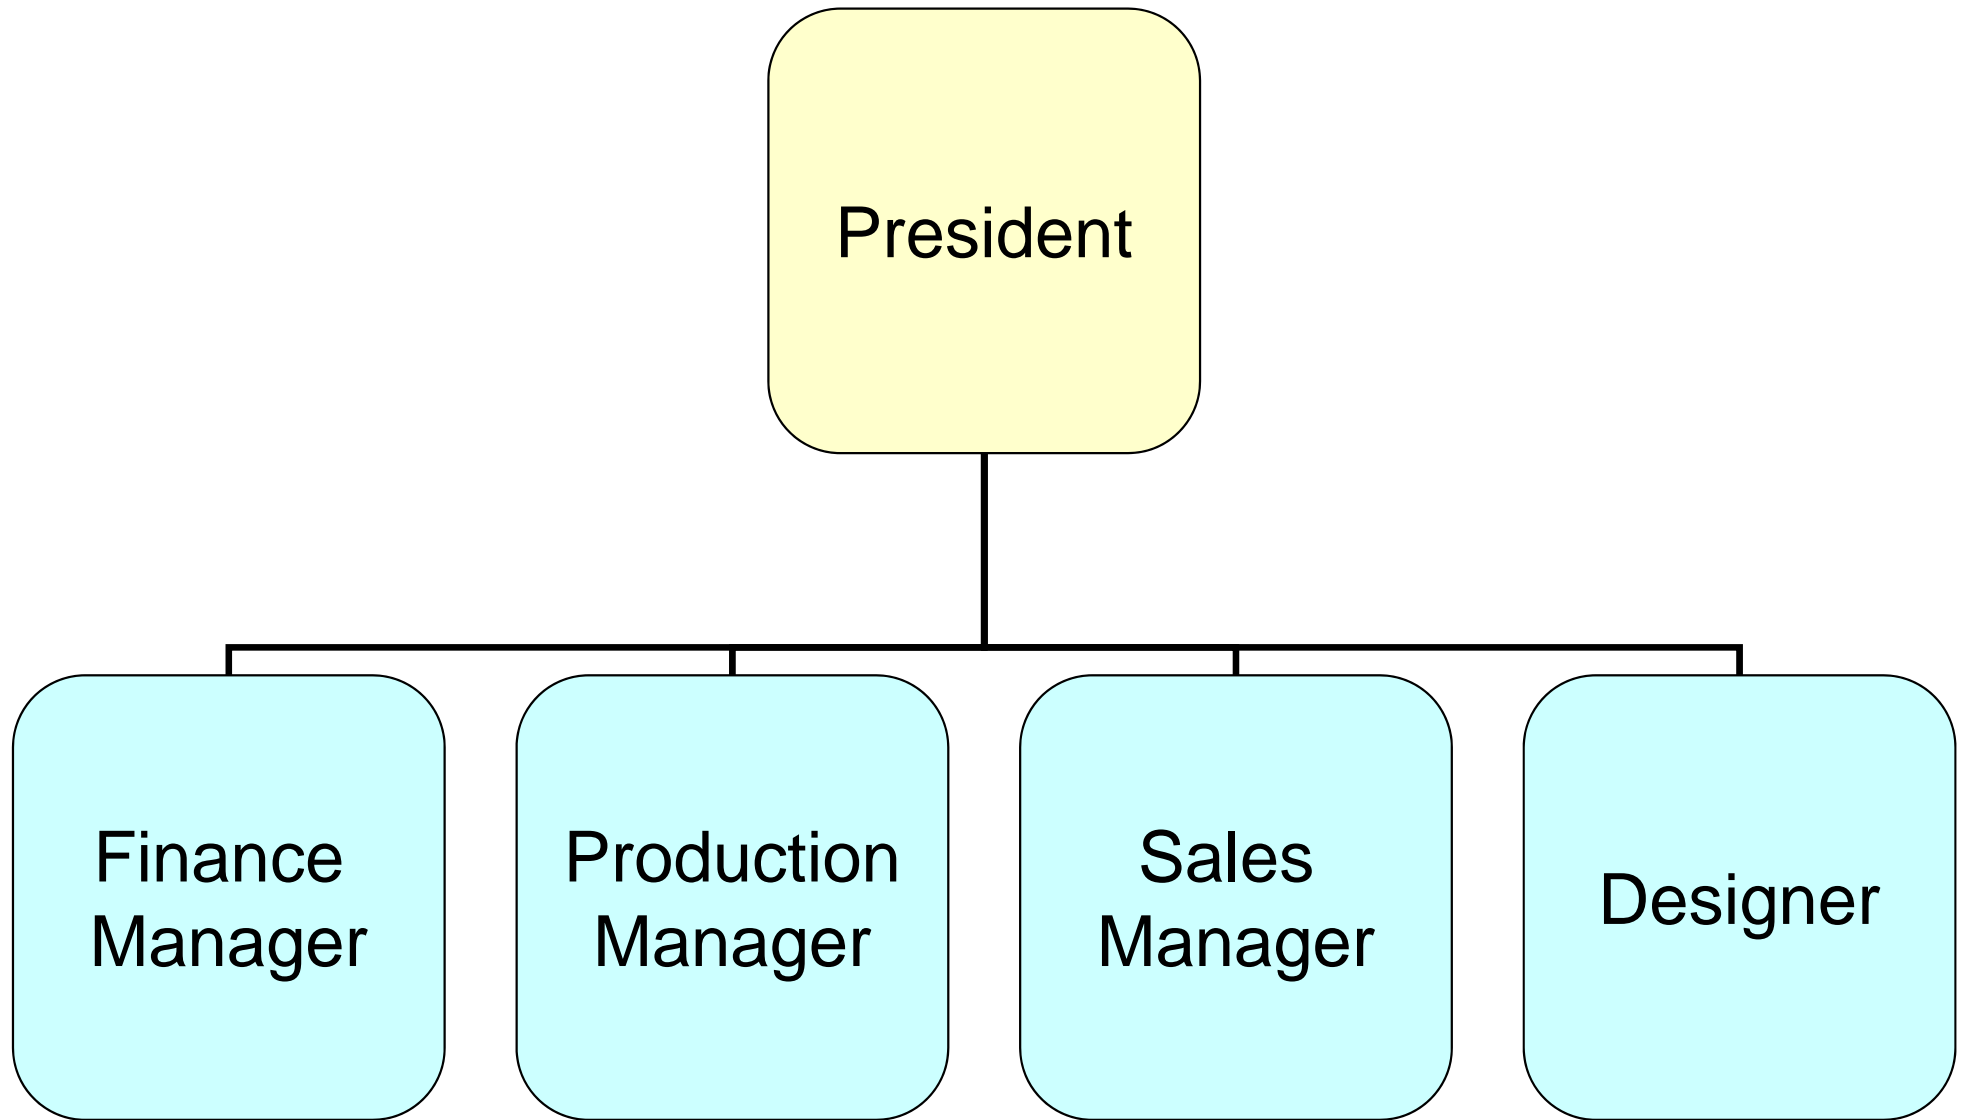 President
Finance
Manager
Production
Manager
Sales
Manager
Designer